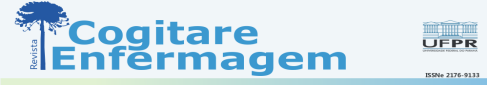 Revista
Cogitare
Enfermagem
UFPR
ISSNe 2176-9133